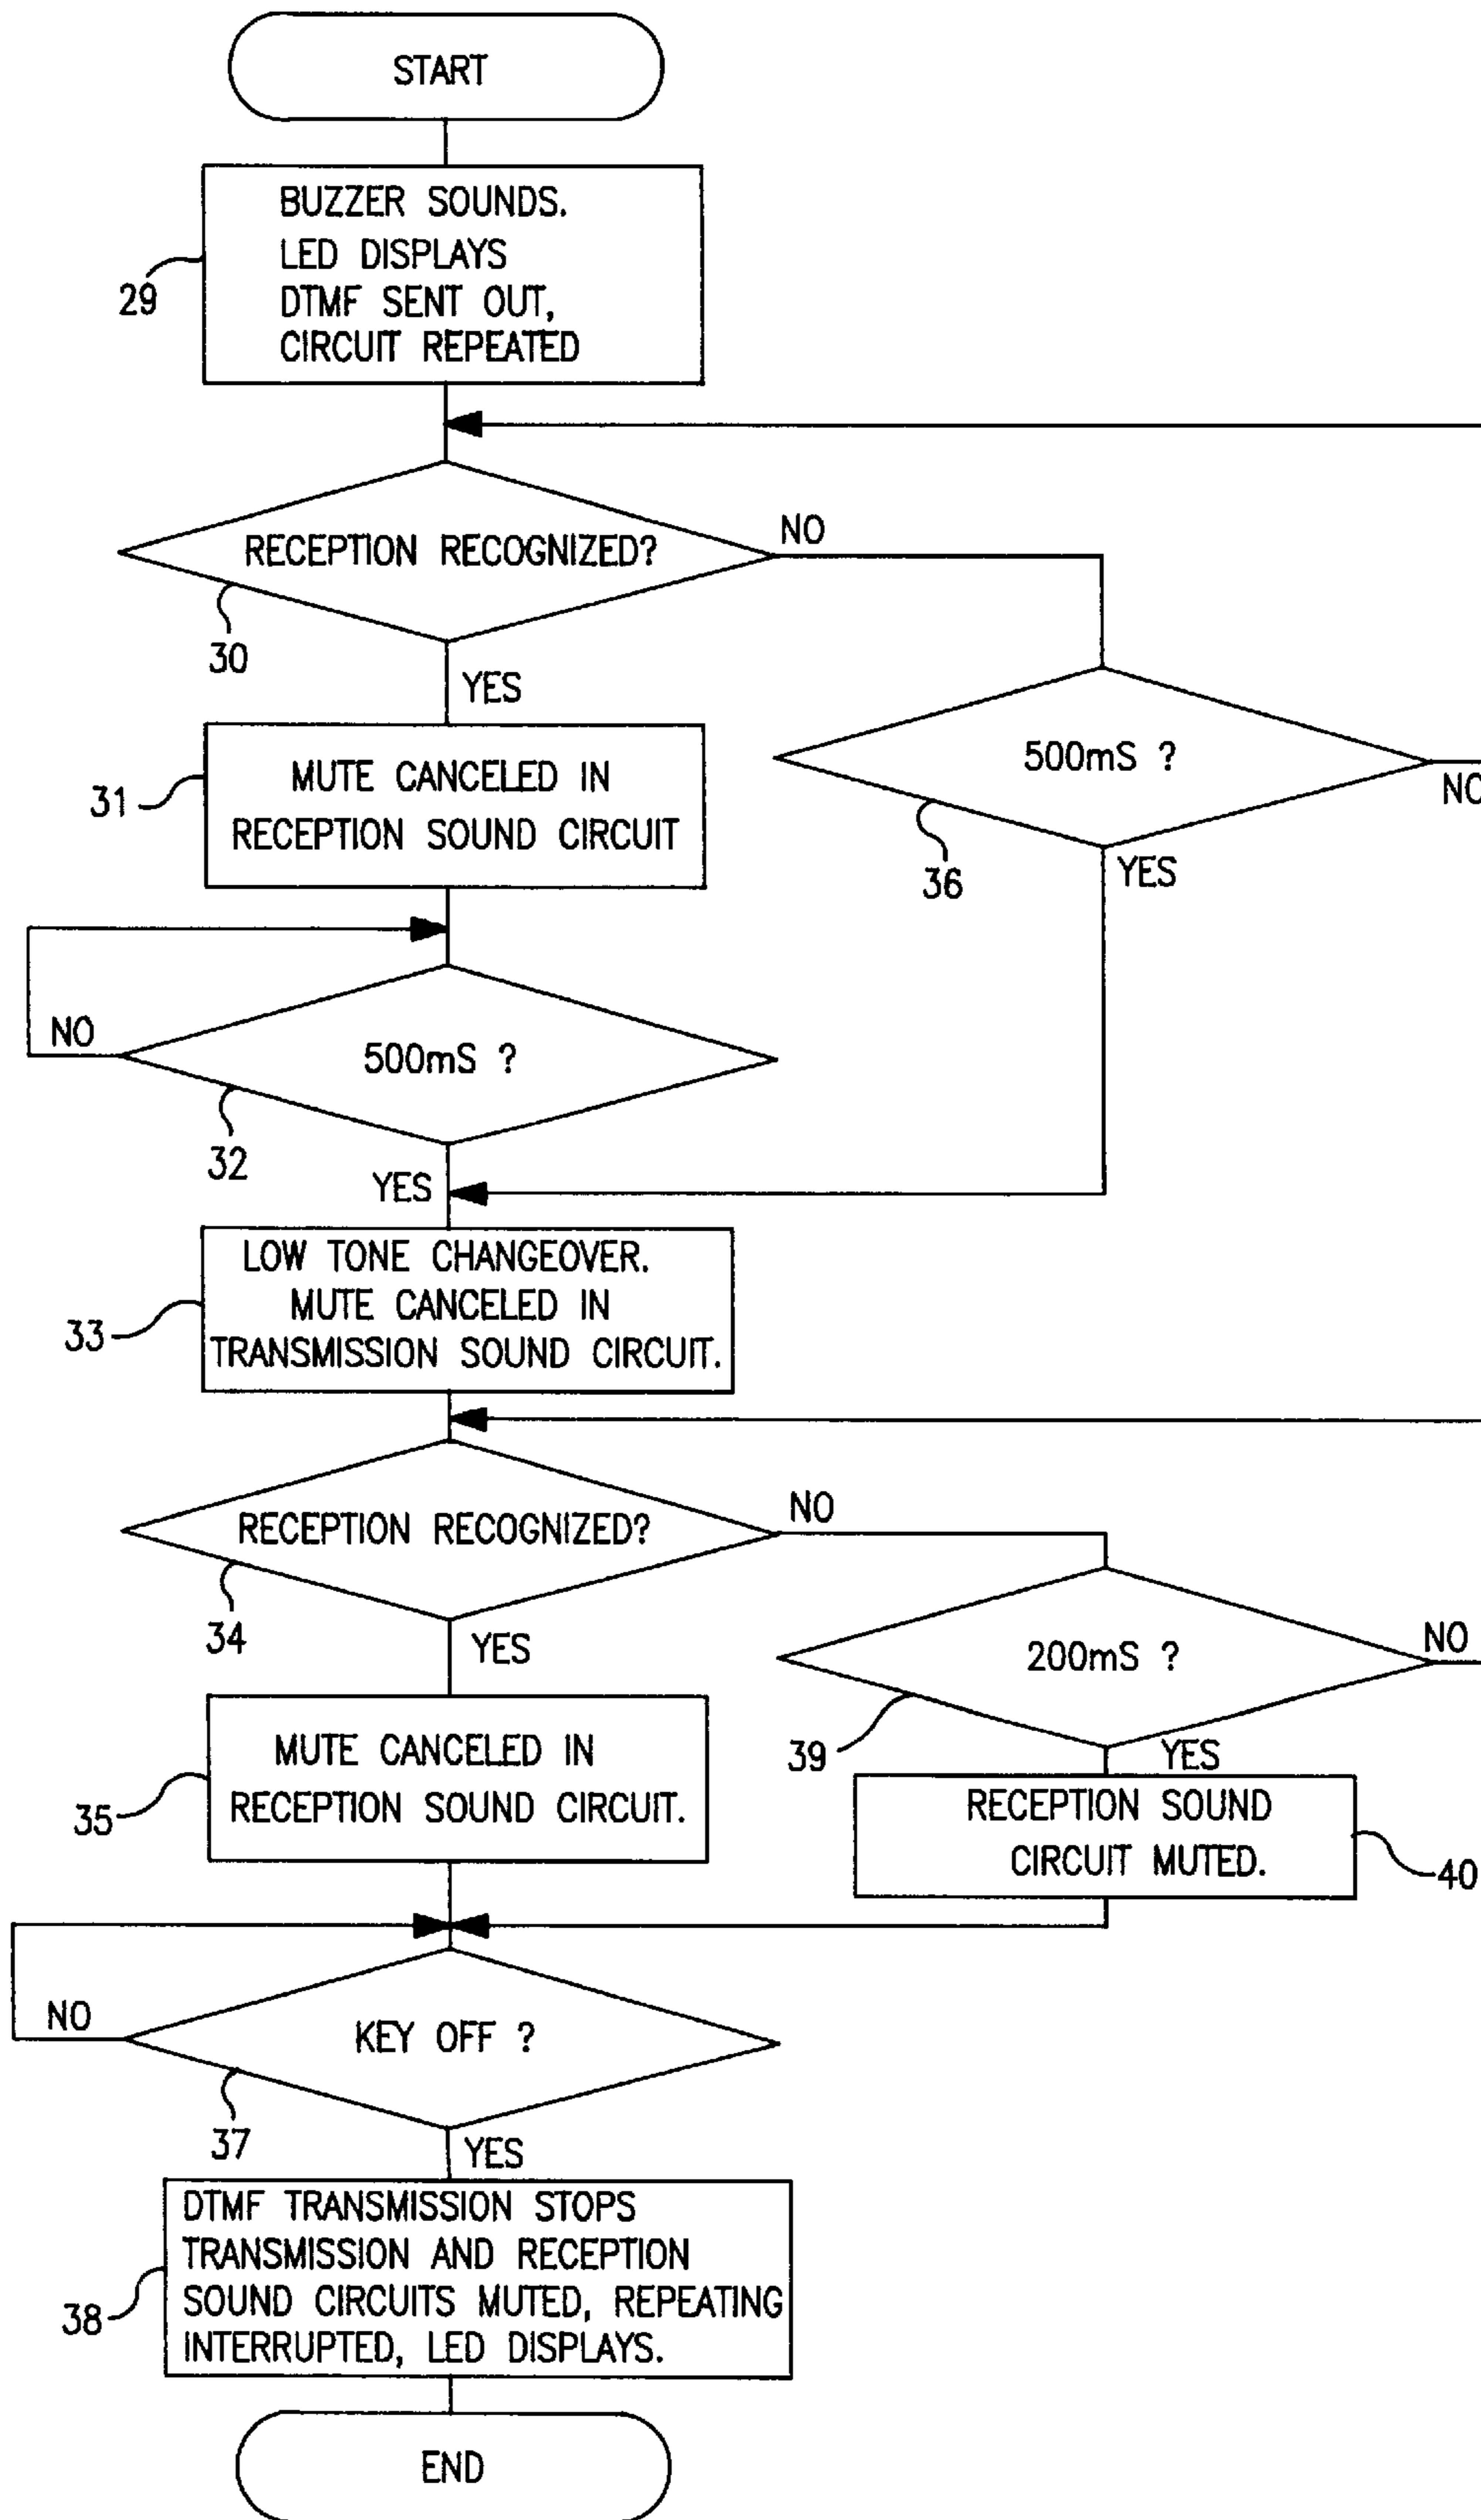 START
BUZZER SOUNDS.
LED DISPLAYS
DTMF SENT OUT,
CIRCUIT REPEATED
29
RECEPTION RECOGNIZED?
NO
30
YES
MUTE CANCELED IN
RECEPTION SOUND CIRCUIT
31
500mS ?
NO
36
YES
NO
500mS ?
32
YES
LOW TONE CHANGEOVER.
MUTE CANCELED IN
TRANSMISSION SOUND CIRCUIT.
33
RECEPTION RECOGNIZED?
NO
34
YES
200mS ?
NO
39
YES
MUTE CANCELED IN
RECEPTION SOUND CIRCUIT.
35
RECEPTION SOUND
CIRCUIT MUTED.
40
NO
KEY OFF ?
37
YES
DTMF TRANSMISSION STOPS
TRANSMISSION AND RECEPTION
SOUND CIRCUITS MUTED, REPEATING
INTERRUPTED, LED DISPLAYS.
38
END